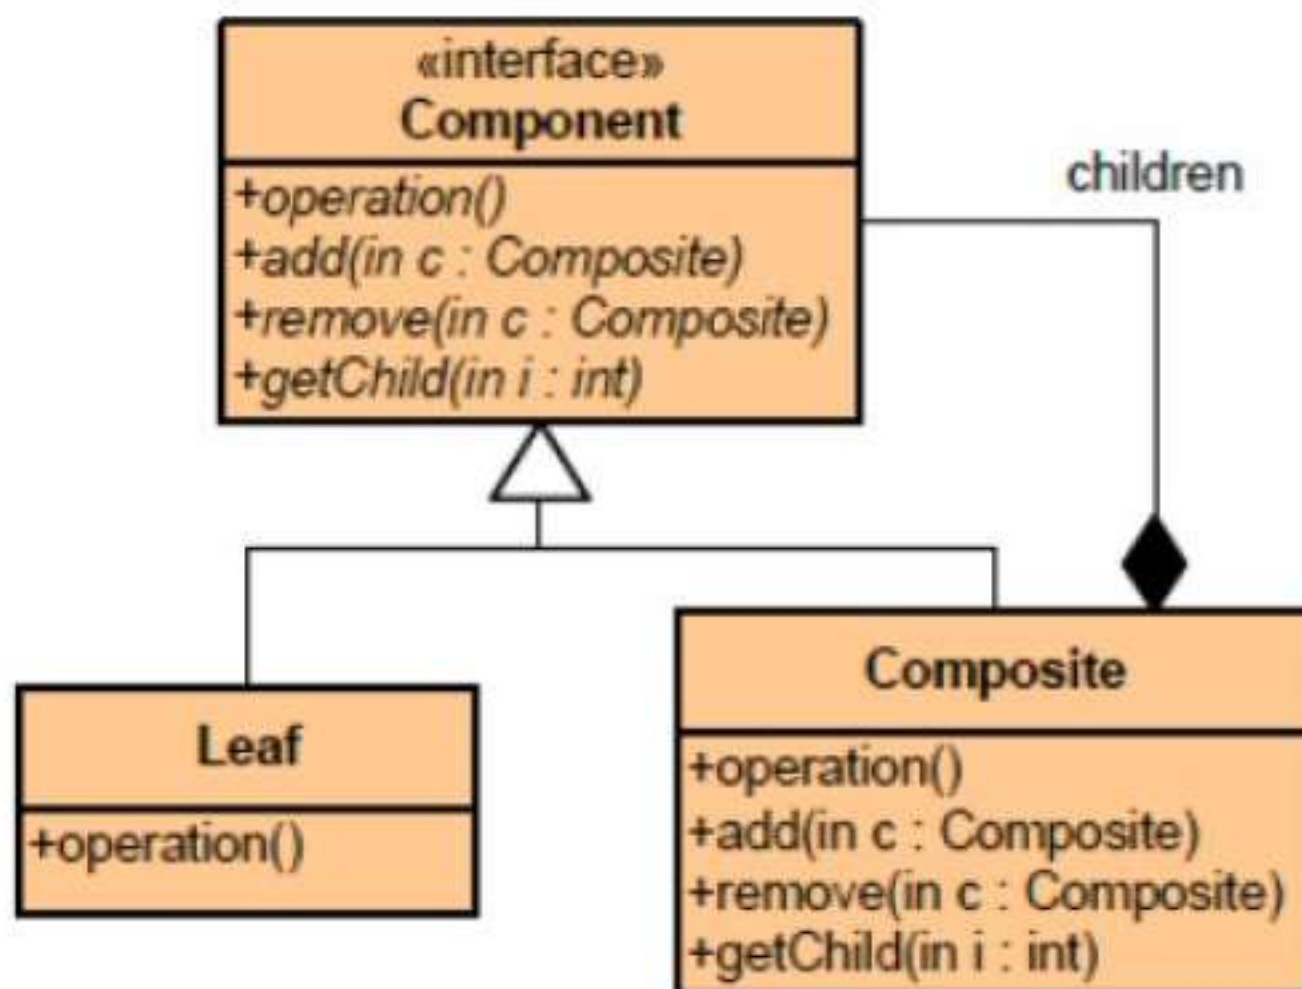 «interface»
Component
+operation()
+add(in c : Composite)
+remove(in c : Composite)
+getChild(in i : int)
children
Leaf
+operation()
Composite
+operation()
+add(in c : Composite)
+remove(in c : Composite)
+getChild(in i : int)